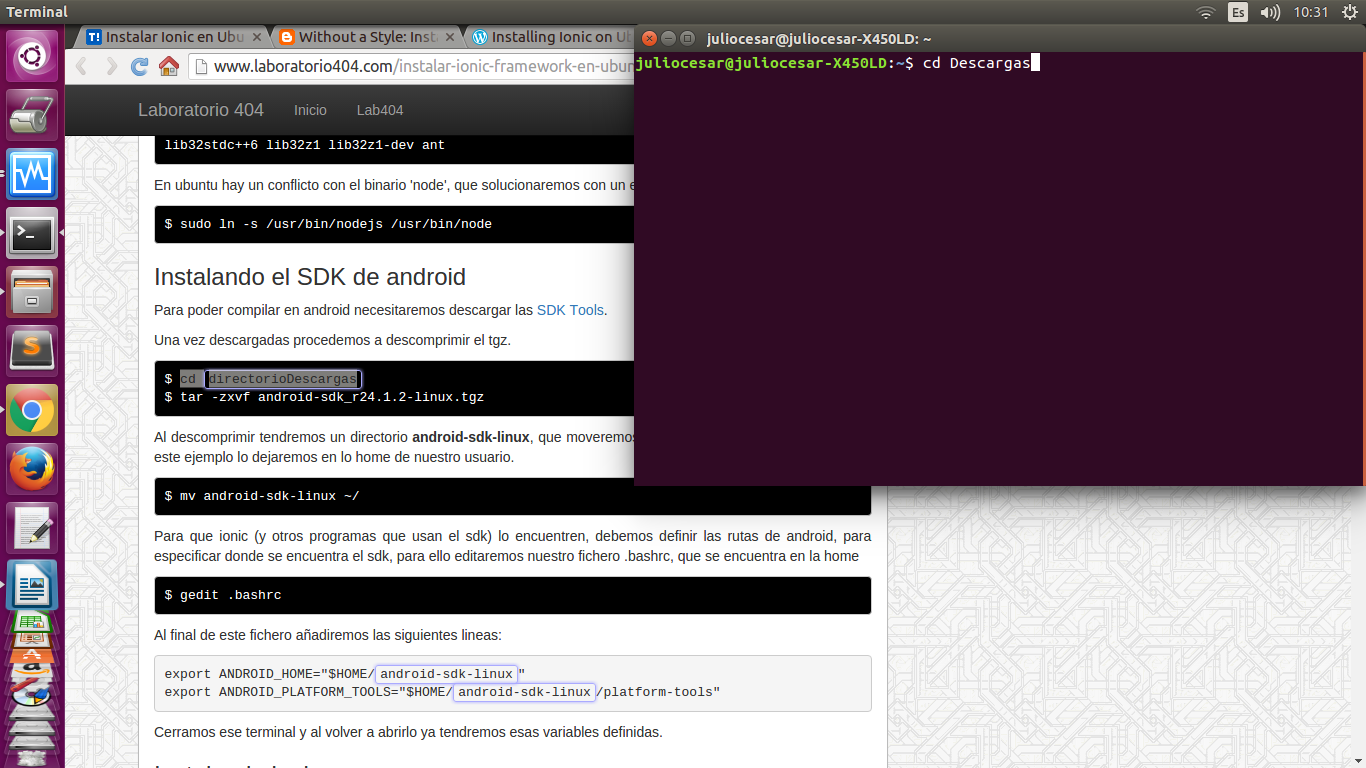 Terminal
Es
10:31
Instalar Ionic en Ubu
Without a Style: Inst
Installing Ionic on U
juliocesar@juliocesar-X450LD: ~
www.laboratorio404.com/instalar-ionic-framework-en-ubun
juliocesar@juliocesar-X450LD:~$ cd Descargas
Laboratorio 404
Inicio
Lab404
lib32stdc++6 lib32z1 lib32z1-dev ant
En ubuntu hay un conflicto con el binario 'node', que solucionaremos con un e
$ sudo ln -s /usr/bin/nodejs /usr/bin/node
Instalando el SDK de android
Para poder compilar en android necesitaremos descargar las SDK Tools.
Una vez descargadas procedemos a descomprimir el tgz.
$ cd directorioDescargas
$ tar -zxvf android-sdk_r24.1.2-linux.tgz
Al descomprimir tendremos un directorio android-sdk-linux, que moveremos
este ejemplo lo dejaremos en lo home de nuestro usuario.
$ mv android-sdk-linux ~/
Para que ionic (y otros programas que usan el sdk) lo encuentren, debemos definir las rutas de android, para
especificar donde se encuentra el sdk, para ello editaremos nuestro fichero .bashrc, que se encuentra en la home
$ gedit .bashrc
Al final de este fichero añadiremos las siguientes lineas:
export ANDROID_HOME="$HOME/android-sdk-linux"
export ANDROID_PLATFORM_TOOLS="$HOME/android-sdk-linux/platform-tools"
Cerramos ese terminal y al volver a abrirlo ya tendremos esas variables definidas.